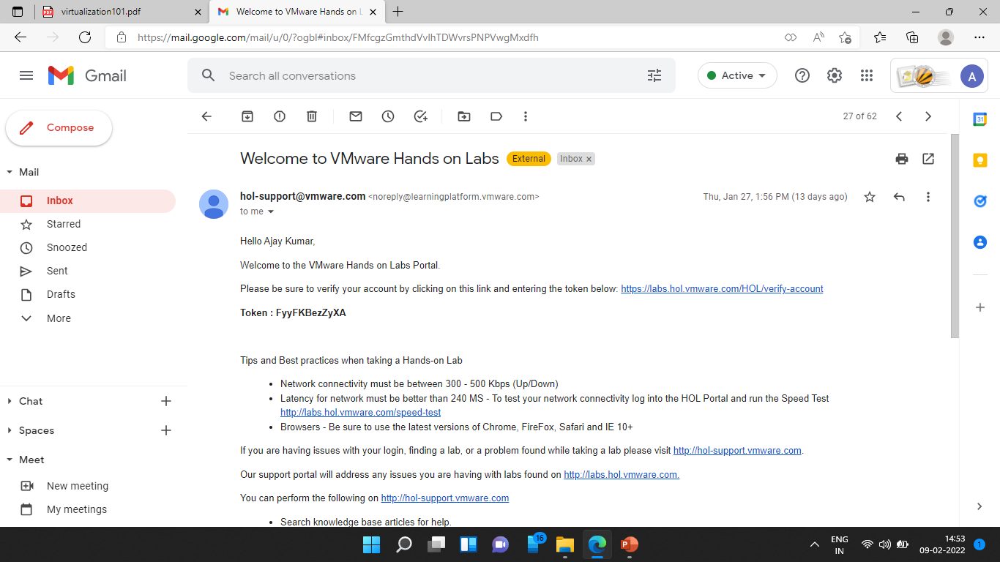 virtualization101.pdf
Welcome to VMware Hands on L
https://mail.google.com/mail/u/0/?ogbl#inbox/FMfcgzGmthdVvlhTDWvrsPNPVwgMxdfh
Gmail
Search all conversations
Active
A
Compose
27 of 62
31
Mail
Welcome to VMware Hands on Labs External Inbox ×
Inbox
hol-support@vmware.com <noreply@learningplatform.vmware.com>
Thu, Jan 27, 1:56 PM (13 days ago)
to me
Starred
Snoozed
Sent
Drafts
More
Hello Ajay Kumar,
Welcome to the VMware Hands on Labs Portal.
Please be sure to verify your account by clicking on this link and entering the token below: https://labs.hol.vmware.com/HOL/verify-account
Token : FyyFKBezZyXA
Tips and Best practices when taking a Hands-on Lab
• Network connectivity must be between 300 - 500 Kbps (Up/Down)
• Latency for network must be better than 240 MS - To test your network connectivity log into the HOL Portal and run the Speed Test
http://labs.hol.vmware.com/speed-test
• Browsers - Be sure to use the latest versions of Chrome, FireFox, Safari and IE 10+
If you are having issues with your login, finding a lab, or a problem found while taking a lab please visit http://hol-support.vmware.com.
Our support portal will address any issues you are having with labs found on http://labs.hol.vmware.com.
You can perform the following on http://hol-support.vmware.com
• Search knowledge base articles for help.
Chat
Spaces
Meet
New meeting
My meetings
16
P
ENG
IN
14:53
09-02-2022
1